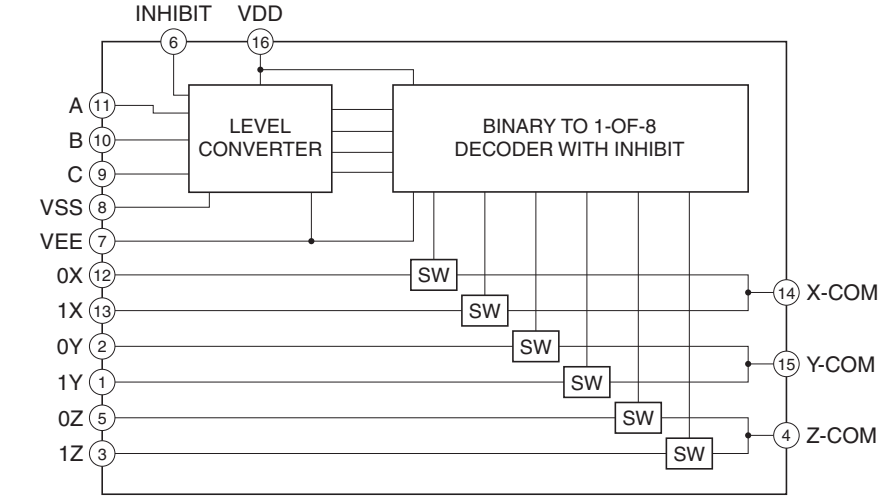 INHIBIT VDD
6 16
A 11
B 10
C 9
VSS 8
VEE 7
0X 12
1X 13
0Y 2
1Y 1
0Z 5
1Z 3
LEVEL
CONVERTER
BINARY TO 1-OF-8
DECODER WITH INHIBIT
SW
SW
SW
SW
SW
SW
14 X-COM
15 Y-COM
4 Z-COM